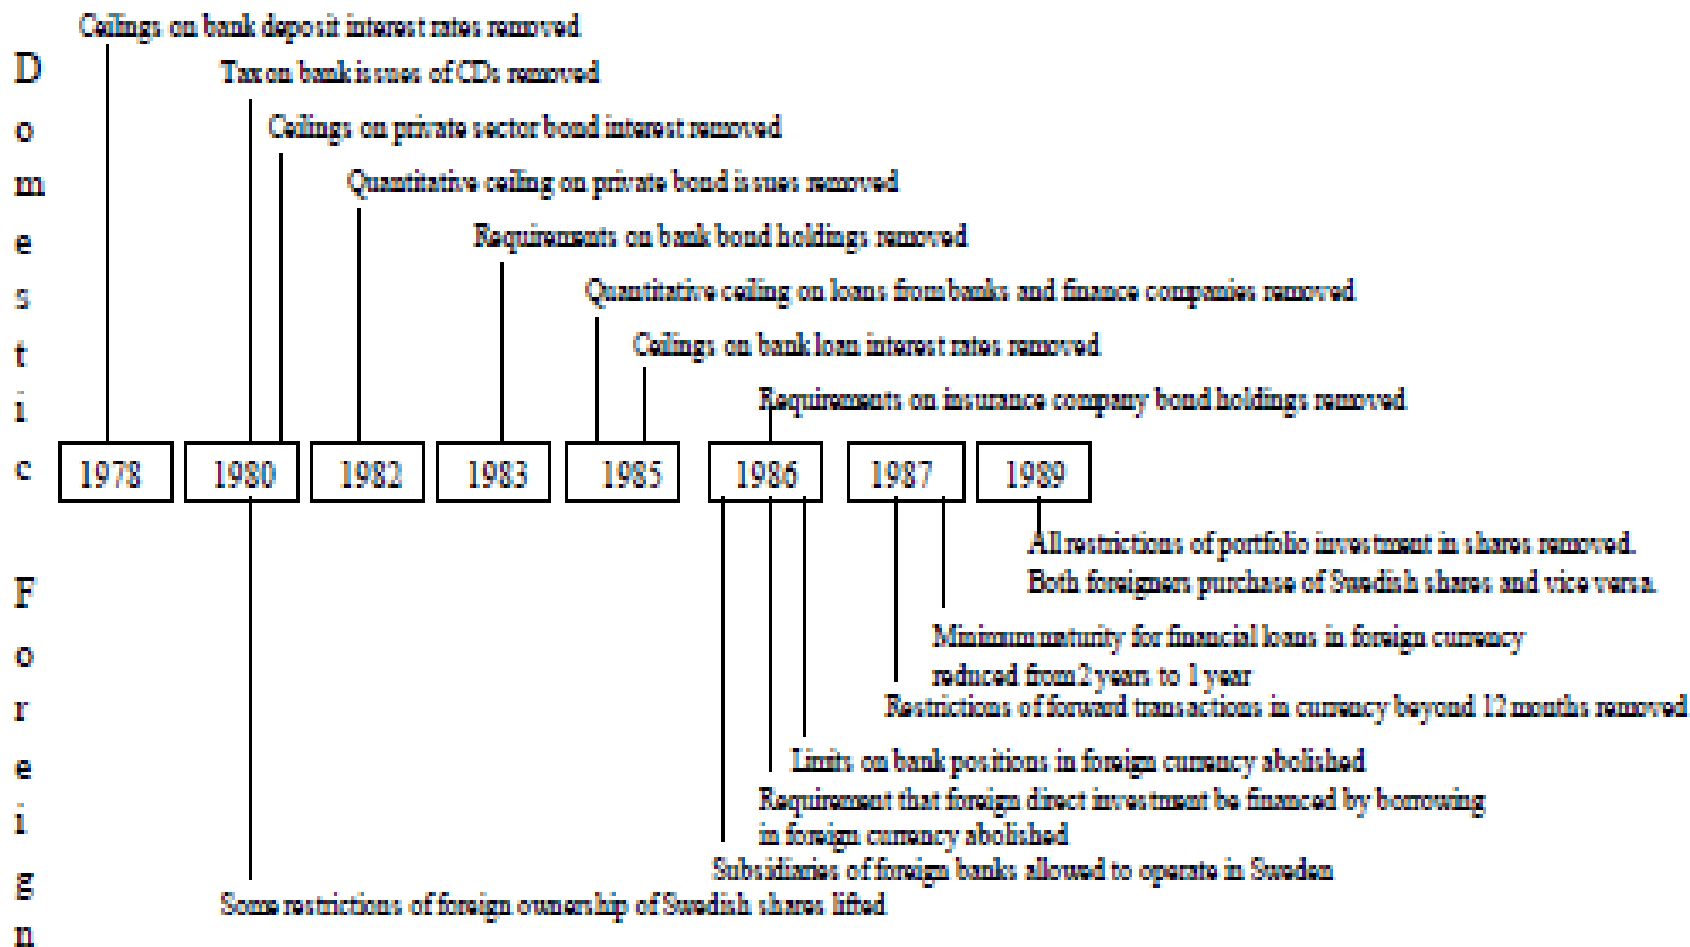 Ceilings on bank deposit interest rates removed
Tax on bank issues of CDs removed
Ceilings on private sector bond interest removed
Quantitative ceiling on private bond issues removed
Requirements on bank bond holdings removed
Quantitative ceiling on loans from banks and finance companies removed
Ceilings on bank loan interest rates removed
Requirements on insurance company bond holdings removed
Domestic
1978 1980 1982 1983 1985 1986 1987 1989
Foreign
All restrictions of portfolio investment in shares removed.
Both foreigners purchase of Swedish shares and vice versa.
Minimum maturity for financial loans in foreign currency
reduced from 2 years to 1 year
Restrictions of forward transactions in currency beyond 12 months removed
Limits on bank positions in foreign currency abolished
Requirement that foreign direct investment be financed by borrowing
in foreign currency abolished
Subsidiaries of foreign banks allowed to operate in Sweden
Some restrictions of foreign ownership of Swedish shares lifted